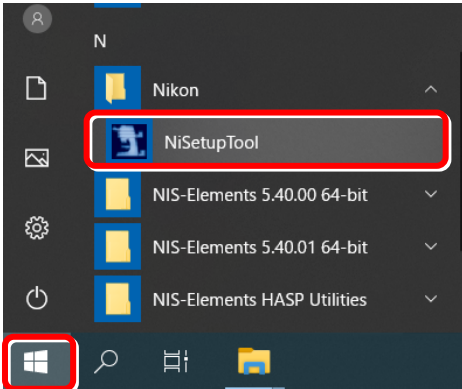 N
Nikon
NiSetupTool
NIS-Elements 5.40.00 64-bit
NIS-Elements 5.40.01 64-bit
NIS-Elements HASP Utilities